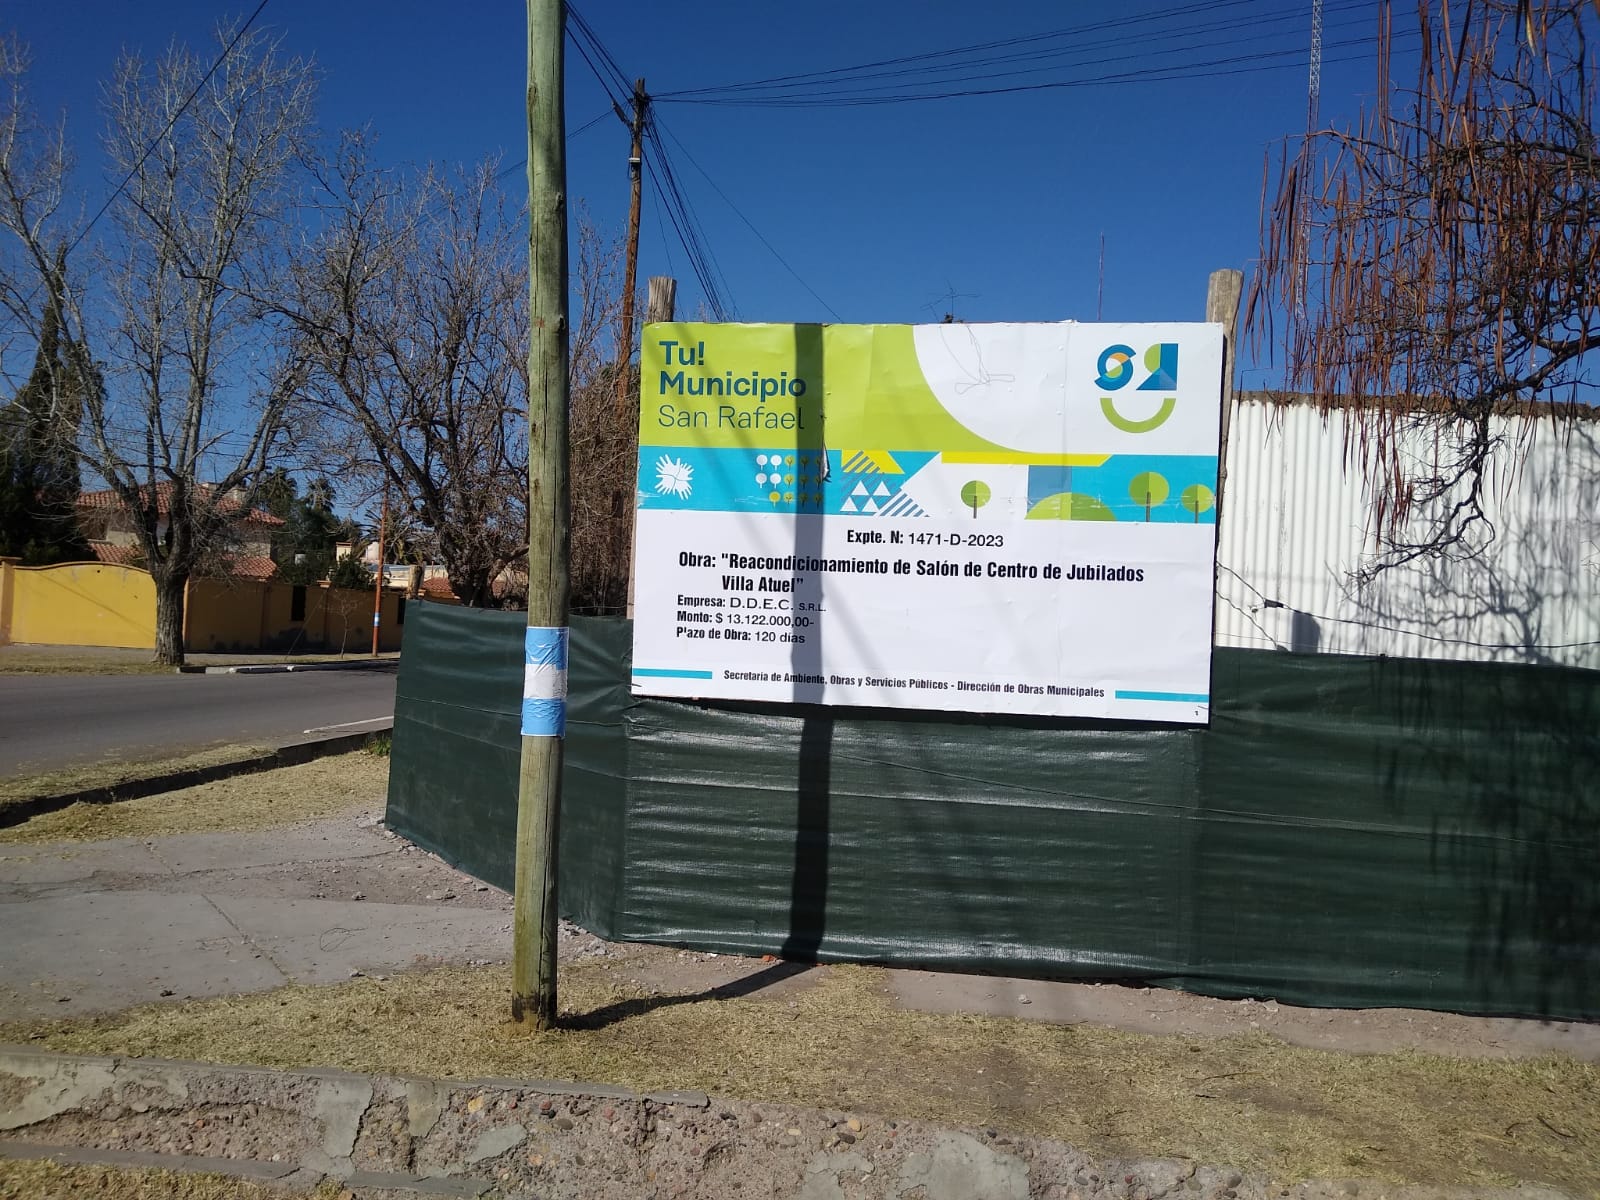 Tu!
Municipio
San Rafael
Expte. N: 1471-D-2023
Obra: "Reacondicionamiento de Salón de Centro de Jubilados
Villa Atuel"
Empresa: D.D.E.C. S.R.L.
Monto: $ 13.122.000,00-
Plazo de Obra: 120 días
Secretaría de Ambiente, Obras y Servicios Públicos - Dirección de Obras Municipales
1